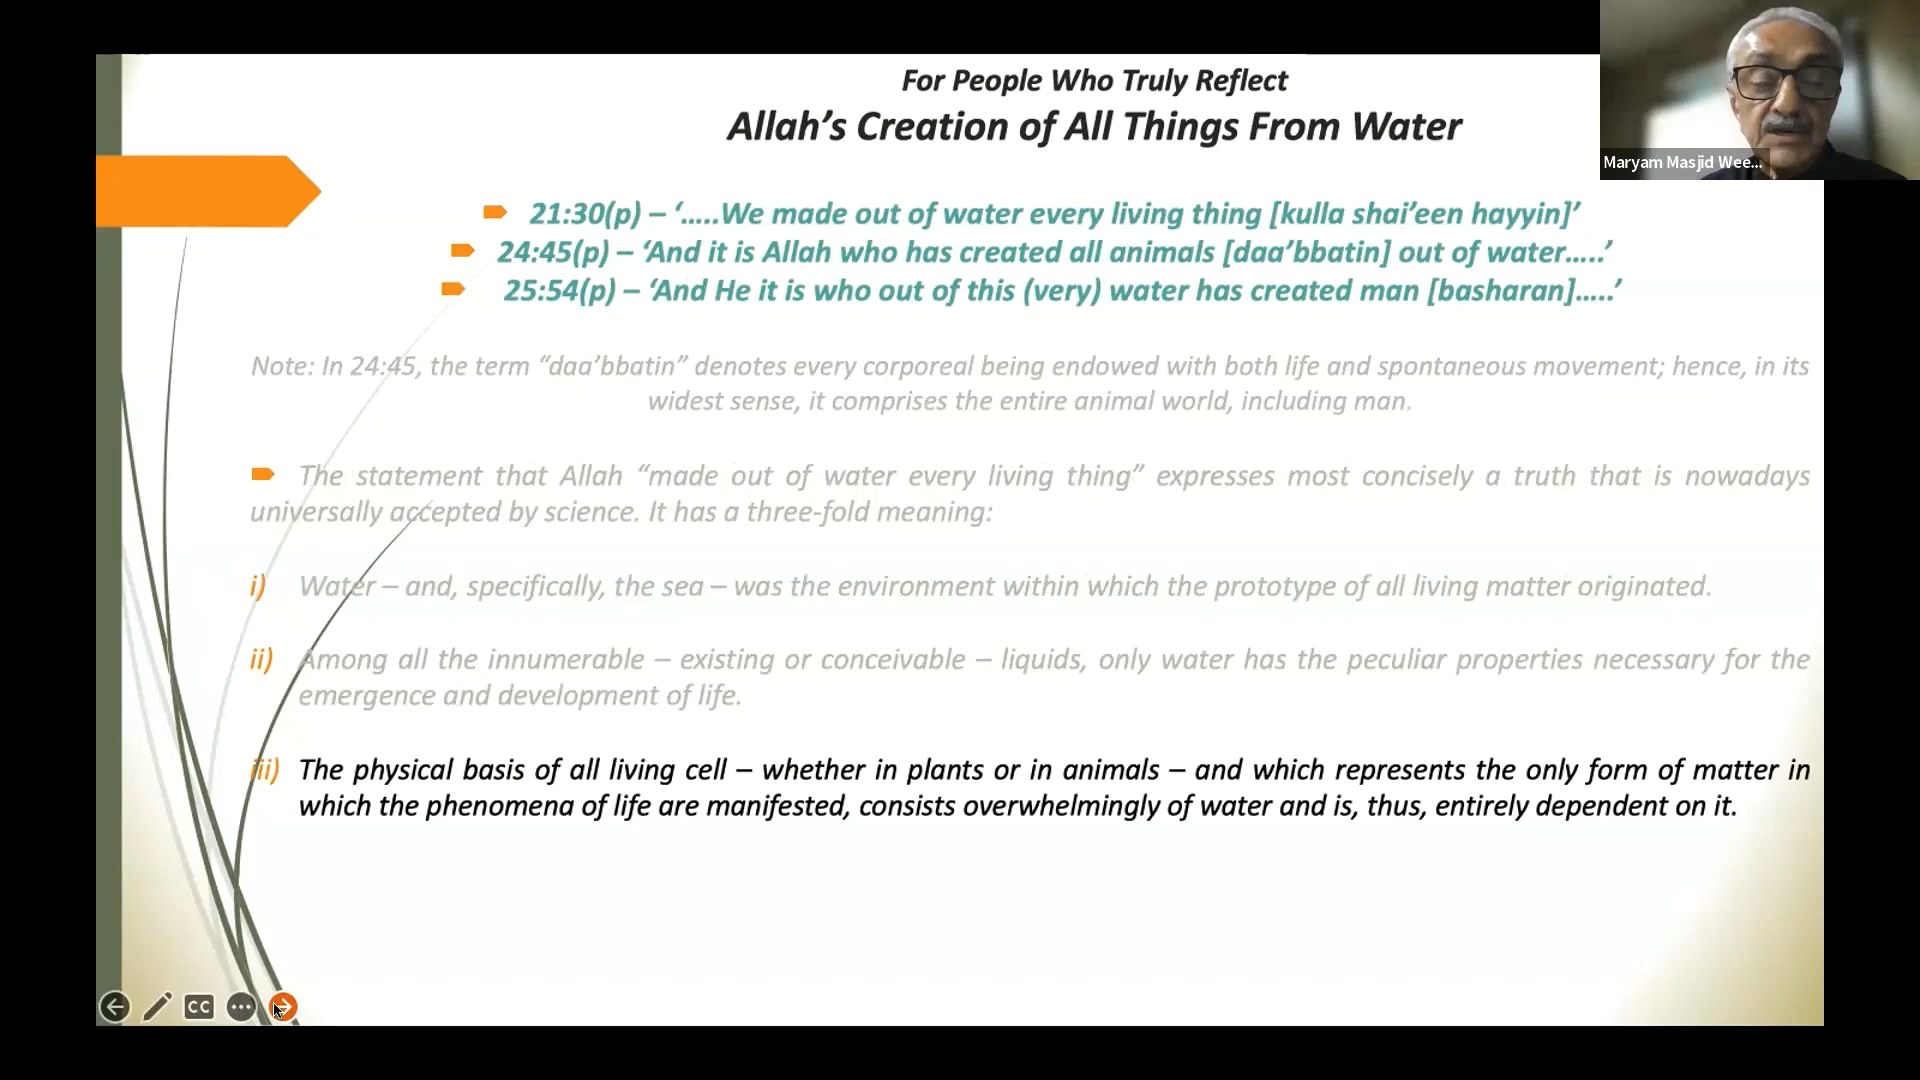 For People Who Truly Reflect
Allah’s Creation of All Things From Water
Maryam Masjid Wee...
21:30(p) – ‘…..We made out of water every living thing [kulla shai’een hayyin]’
24:45(p) – ‘And it is Allah who has created all animals [daa’bbatin] out of water…..’
25:54(p) – ‘And He it is who out of this (very) water has created man [basharan]…..’
Note: In 24:45, the term “daa’bbatin” denotes every corporeal being endowed with both life and spontaneous movement; hence, in its
widest sense, it comprises the entire animal world, including man.
The statement that Allah “made out of water every living thing” expresses most concisely a truth that is nowadays
universally accepted by science. It has a three-fold meaning:
i) Water – and, specifically, the sea – was the environment within which the prototype of all living matter originated.
ii) Among all the innumerable – existing or conceivable – liquids, only water has the peculiar properties necessary for the
emergence and development of life.
iii) The physical basis of all living cell – whether in plants or in animals – and which represents the only form of matter in
which the phenomena of life are manifested, consists overwhelmingly of water and is, thus, entirely dependent on it.
CC